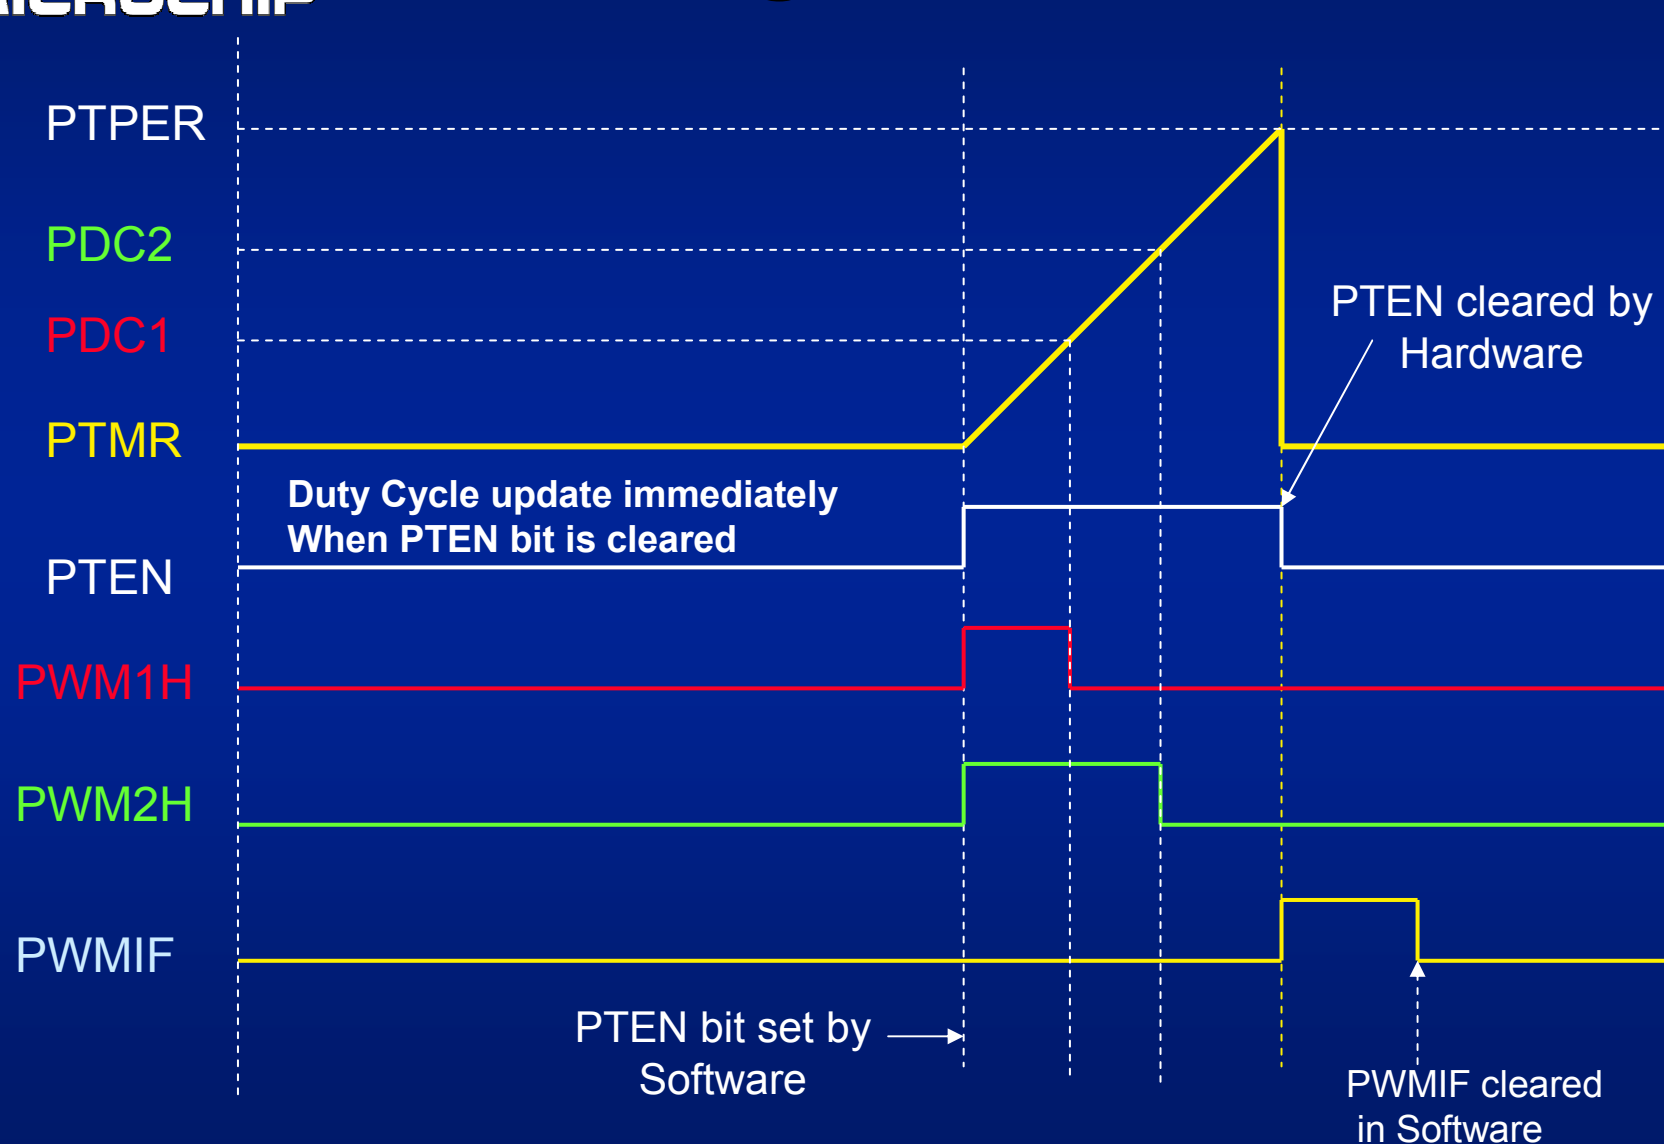 MICROCHIP
PTPER
PDC2
PDC1
PTMR
PTEN cleared by
Hardware
Duty Cycle update immediately
When PTEN bit is cleared
PTEN
PWM1H
PWM2H
PWMIF
PTEN bit set by
Software
PWMIF cleared
in Software